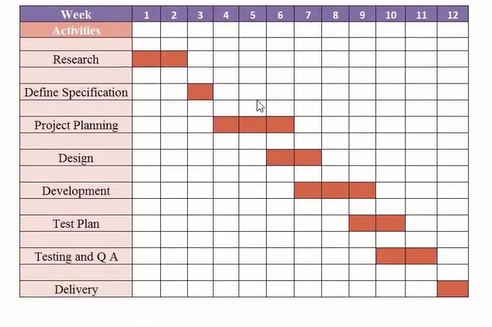 Week 1 2 3 4 5 6 7 8 9 10 11 12
Activities
Research
Define Specification
Project Planning
Design
Development
Test Plan
Testing and Q A
Delivery